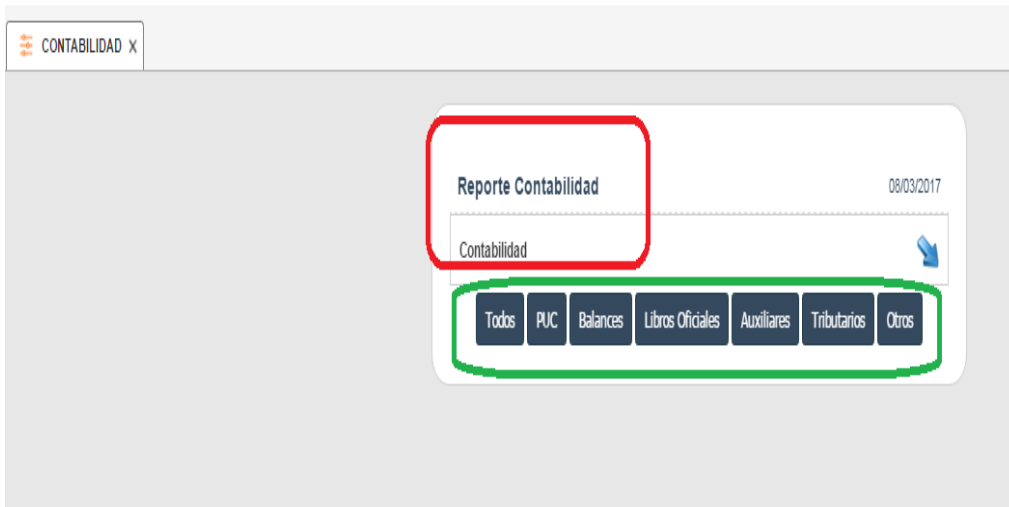 CONTABILIDAD X
Reporte Contabilidad 08/03/2017
Contabilidad
Todos PUC Balances Libros Oficiales Auxiliares Tributarios Otros